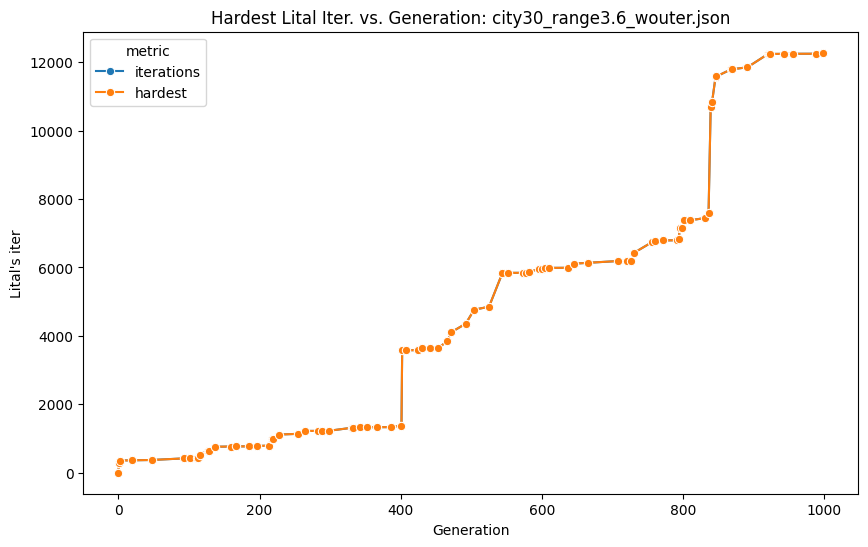 Hardest Lital Iter. vs. Generation: city30_range3.6_wouter.json
metric
iterations
hardest
12000
10000
8000
6000
4000
2000
0
Lital's iter
0 200 400 600 800 1000
Generation